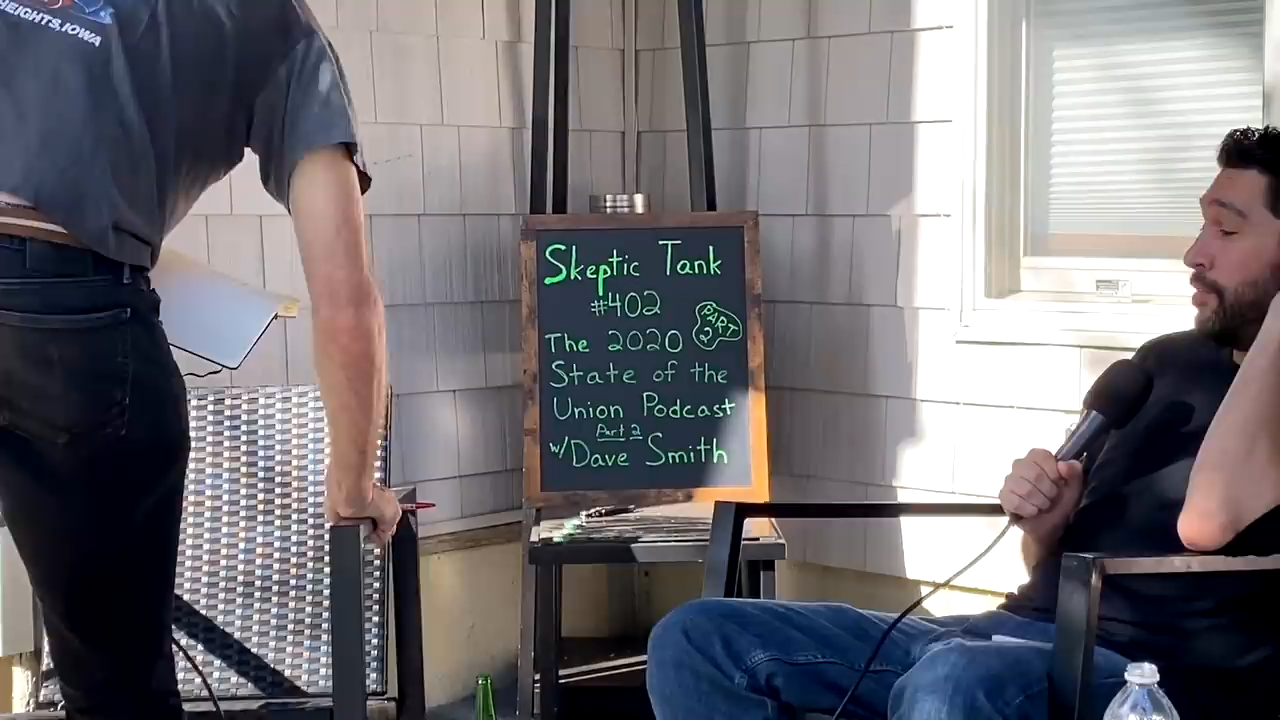 HEIGHTS, IOWA
Skeptic Tank
#402
PART
2
The 2020
State of the
Union Podcast
Part 2
w/Dave Smith